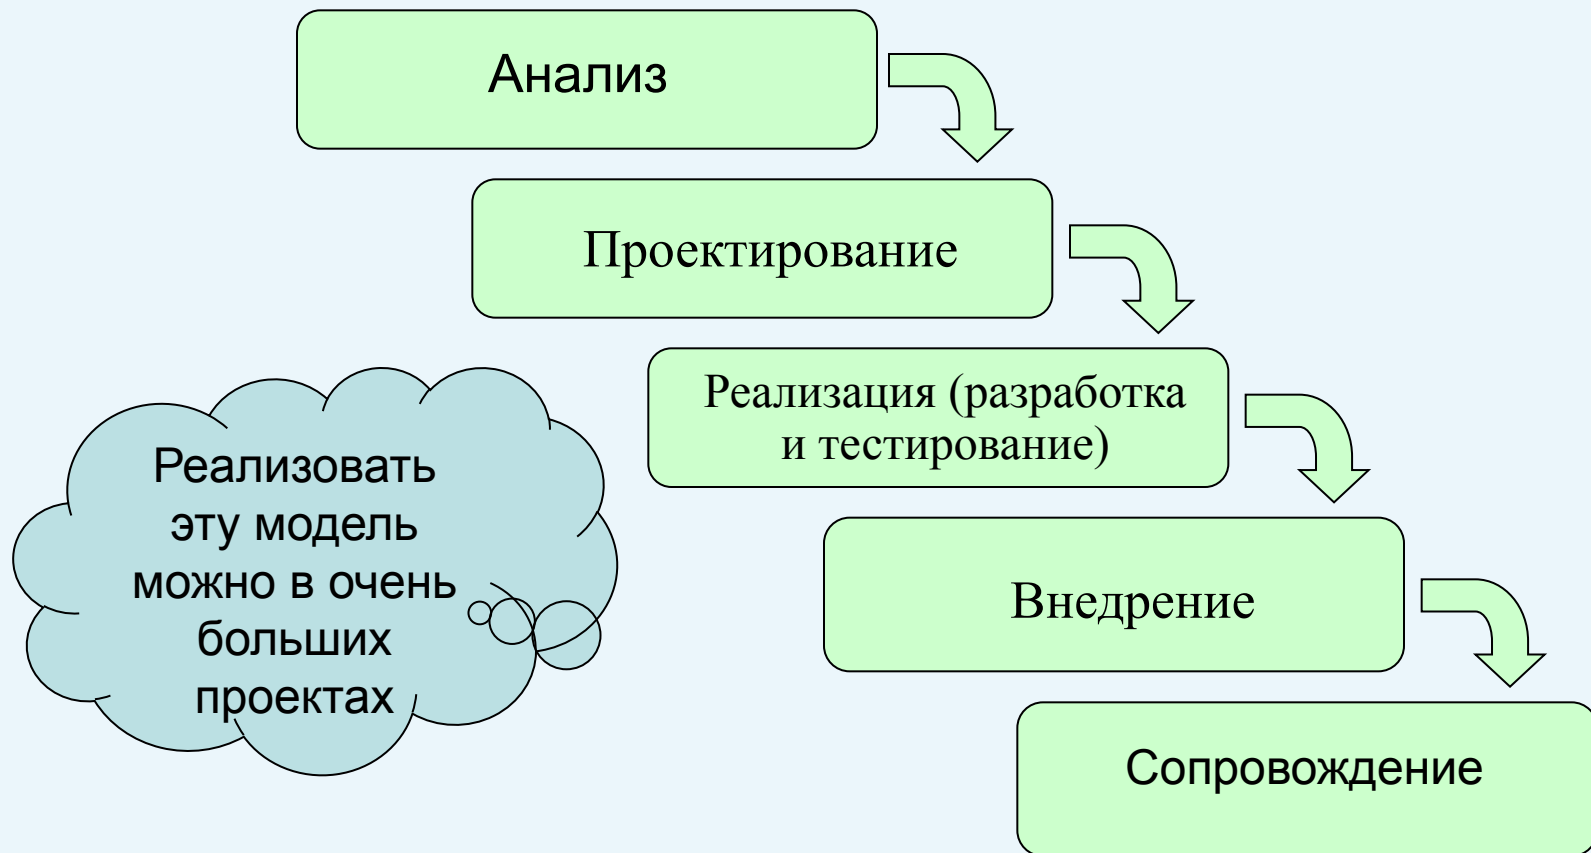 Анализ
Проектирование
Реализация (разработка
и тестирование)
Внедрение
Сопровождение
Реализовать
эту модель
можно в очень
больших
проектах